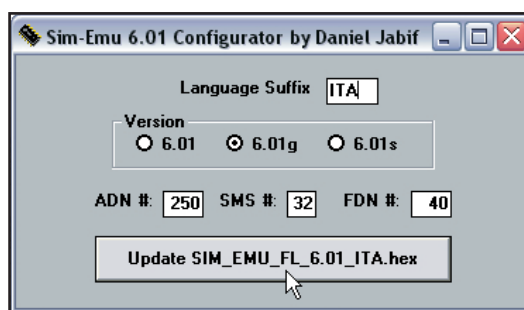 Sim-Emu 6.01 Configurator by Daniel Jabif
Language Suffix ITA
Version
6.01 6.01g 6.01s
ADN #: 250 SMS #: 32 FDN #: 40
Update SIM_EMU_FL_6.01_ITA.hex